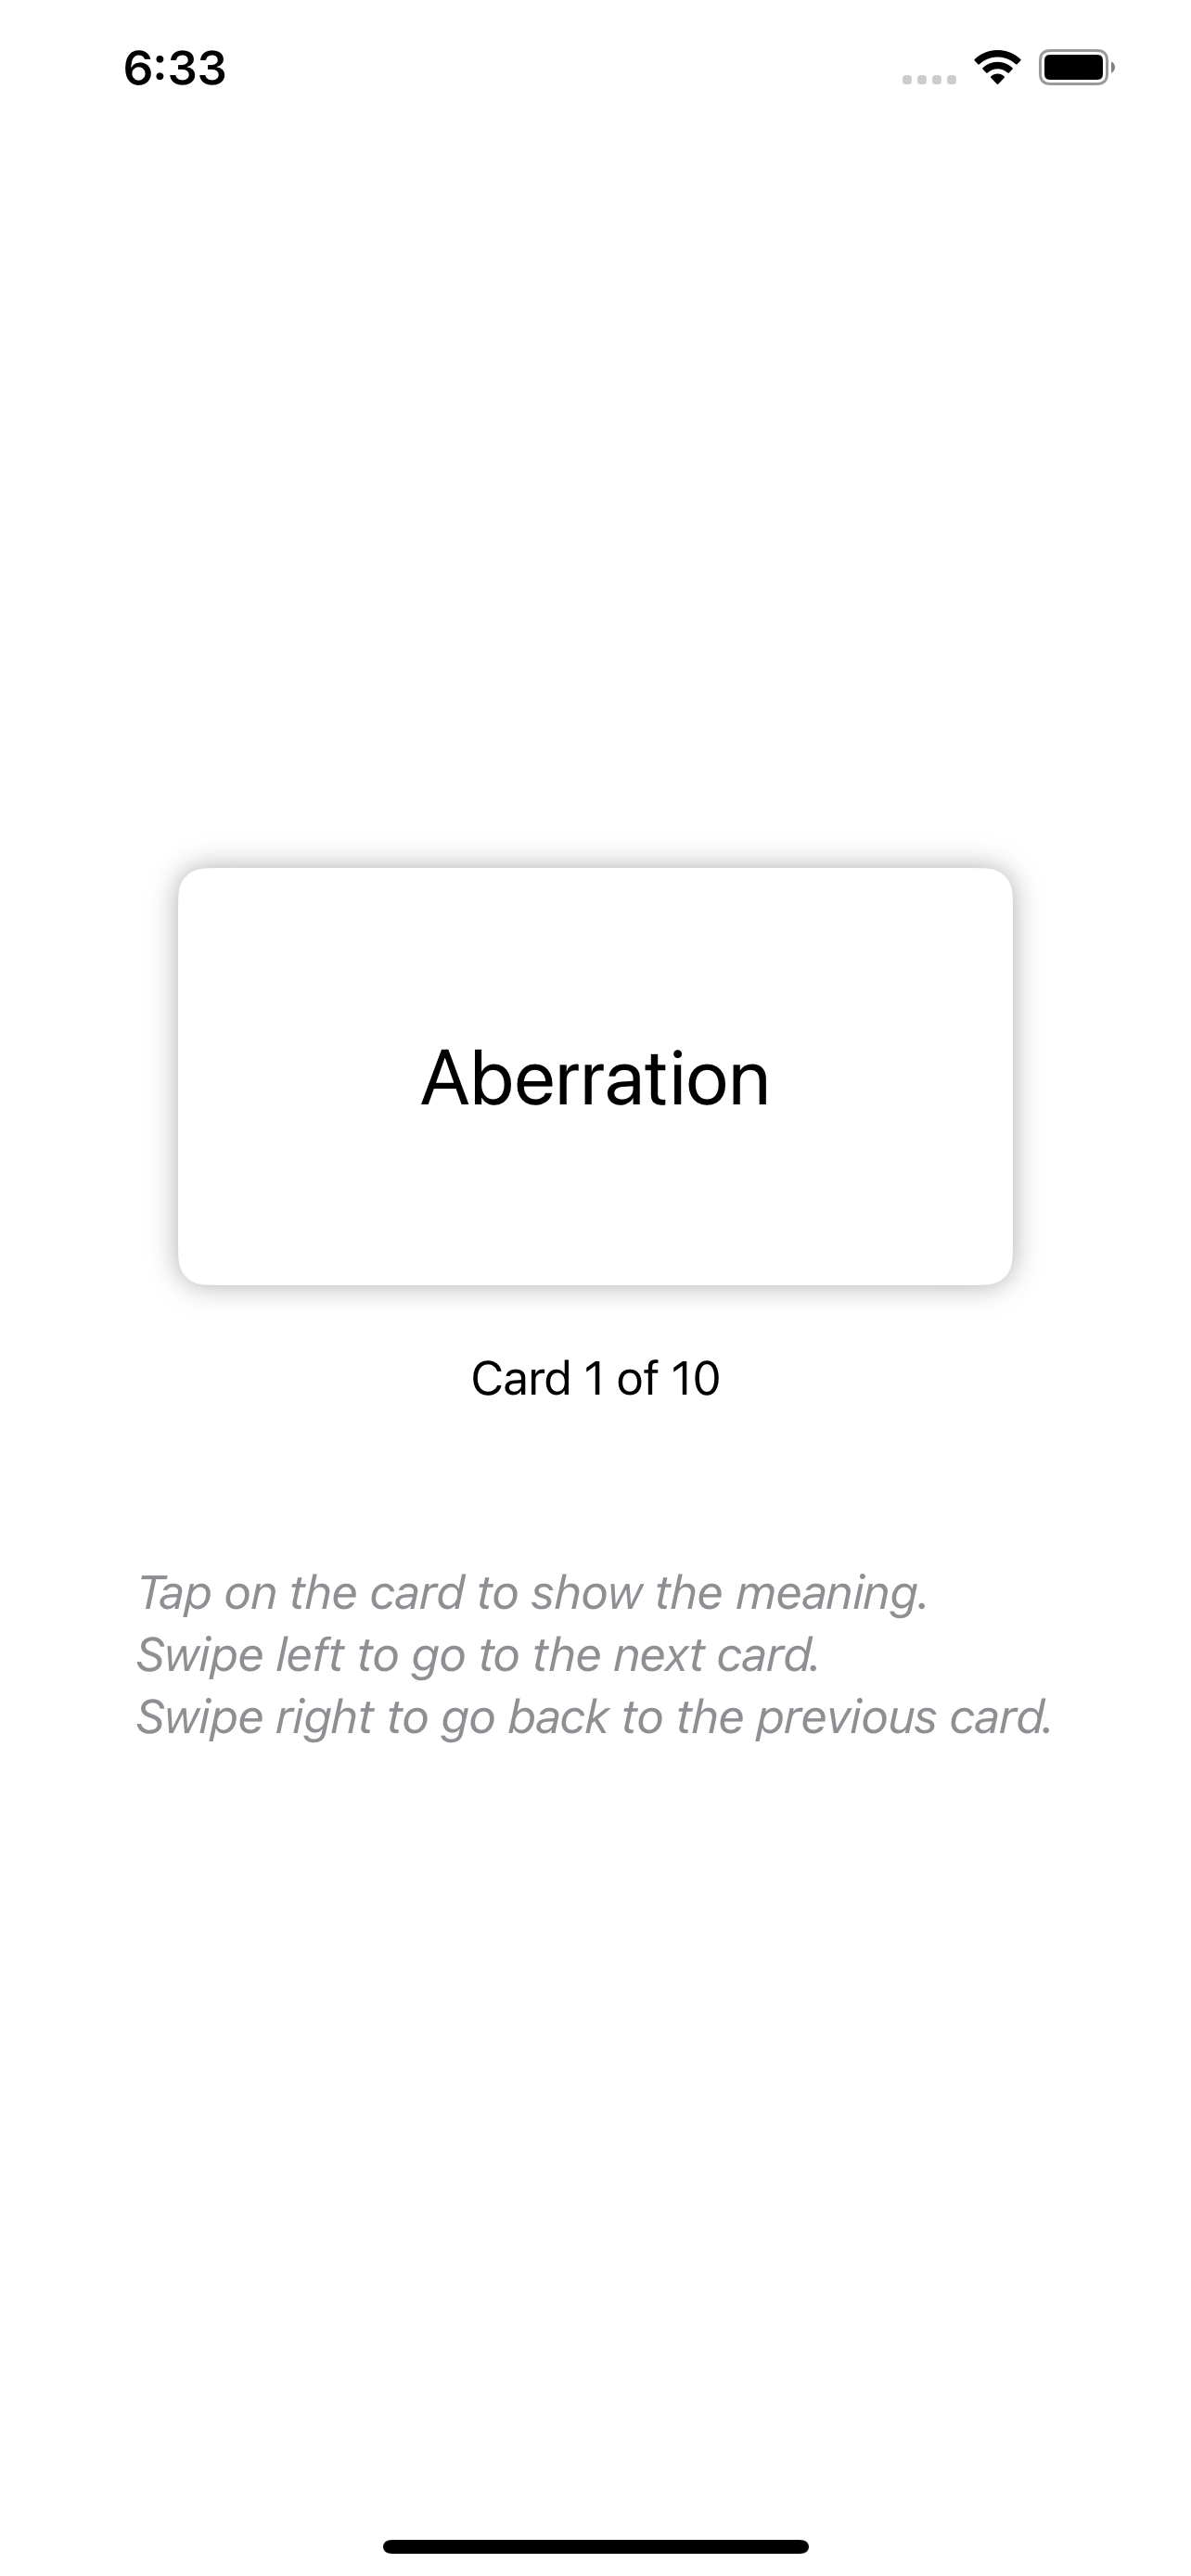 6:33
Aberration
Card 1 of 10
Tap on the card to show the meaning.
Swipe left to go to the next card.
Swipe right to go back to the previous card.